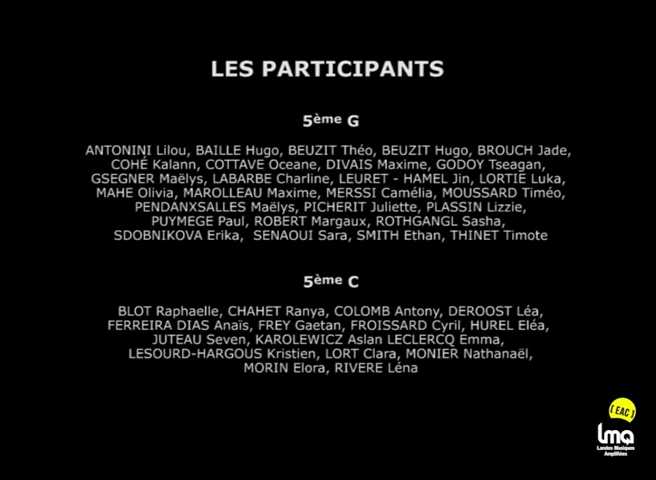 LES PARTICIPANTS
5ème G
ANTONINI Lilou, BAILLE Hugo, BEUZIT Théo, BEUZIT Hugo, BROUCH Jade,
COHÉ Kalann, COTTAVE Oceane, DIVAIS Maxime, GODOY Tseagan,
GSEGNER Maëlys, LABARBE Charline, LEURET - HAMEL Jin, LORTIE Luka,
MAHE Olivia, MAROLLEAU Maxime, MERSSI Camélia, MOUSSARD Timéo,
PENDANXSALLES Maëlys, PICHERIT Juliette, PLASSIN Lizzie,
PUYMEGE Paul, ROBERT Margaux, ROTHGANGL Sasha,
SDOBNIKOVA Erika, SENAOUI Sara, SMITH Ethan, THINET Timote
5ème C
BLOT Raphaelle, CHAHET Ranya, COLOMB Antony, DEROOST Léa,
FERREIRA DIAS Anaïs, FREY Gaetan, FROISSARD Cyril, HUREL Eléa,
JUTEAU Seven, KAROLEWICZ Aslan LECLERCQ Emma,
LESOURD-HARGOUS Kristien, LORT Clara, MONIER Nathanaël,
MORIN Elora, RIVERE Léna
[EAC]
lma
Landes Musiques
Amplifiées